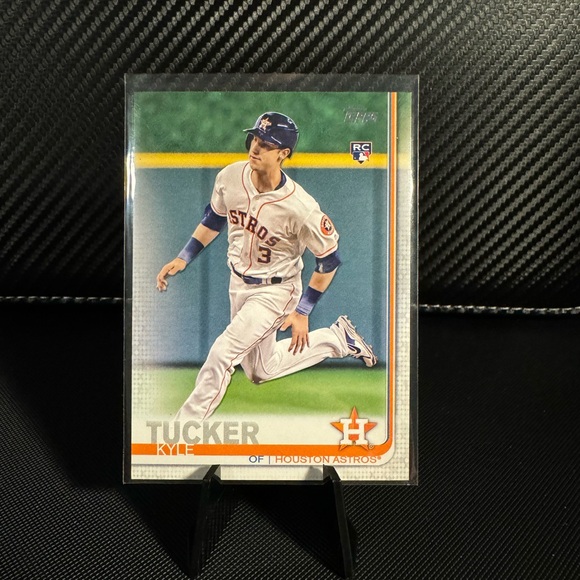 Topps
RC
ASTROS
3
TUCKER
KYLE
H
OF | HOUSTON ASTROS®